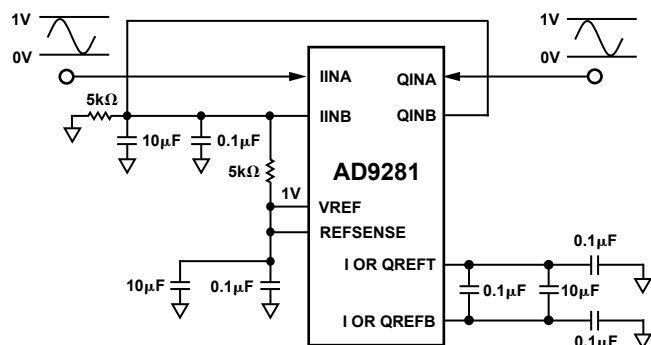 1V
0V
1V
0V
IINA
QINA
5kΩ
IINB
QINB
10µF
0.1µF
5kΩ
AD9281
1V
VREF
REFSENSE
0.1µF
I OR QREFT
10µF
0.1µF
0.1µF
10µF
I OR QREFB
0.1µF